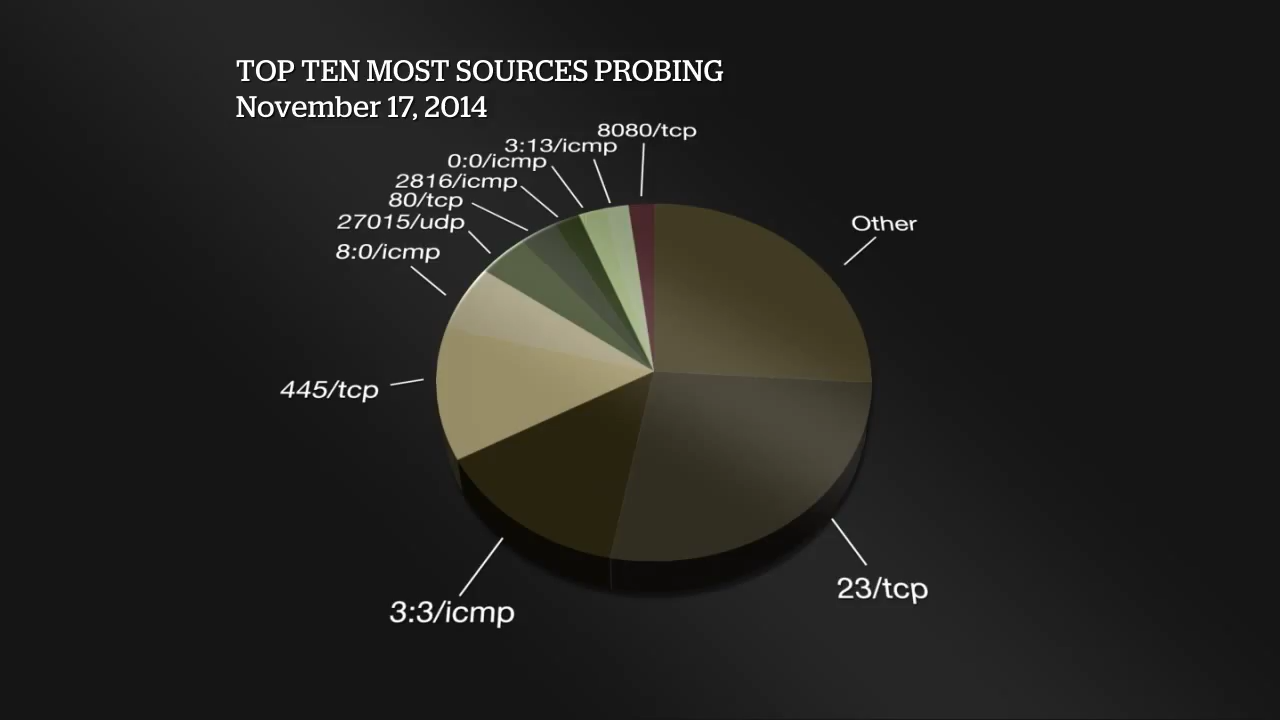 TOP TEN MOST SOURCES PROBING
November 17, 2014
8080/tcp
3:13/icmp
0:0/icmp
2816/icmp
80/tcp
27015/udp
8:0/icmp
Other
445/tcp
23/tcp
3:3/icmp